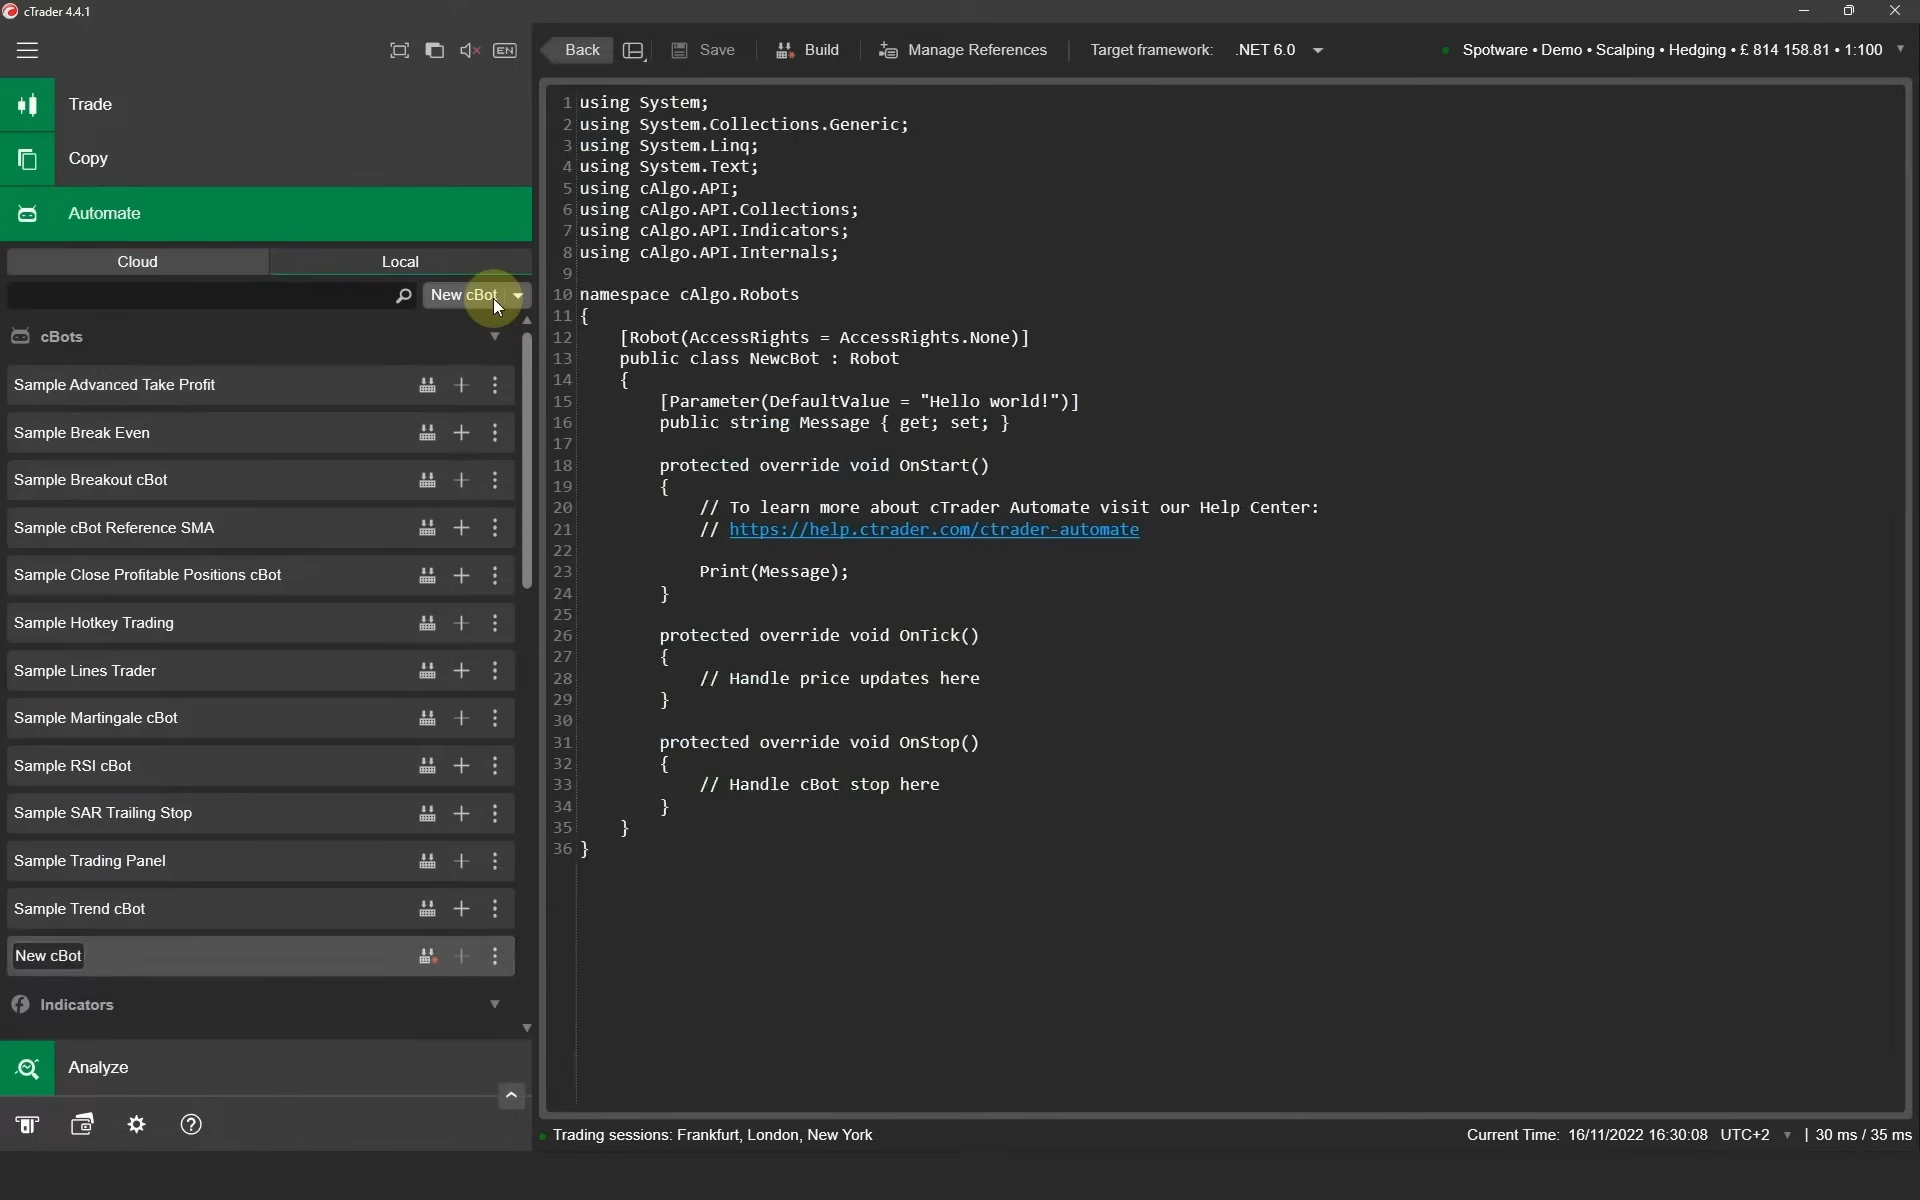 cTrader 4.4.1
EN
Back
Save
Build
Manage References
Target framework: .NET 6.0
Spotware • Demo • Scalping • Hedging • £ 814 158.81 • 1:100
Trade
Copy
Automate
Cloud
Local
New cBot
cBots
Sample Advanced Take Profit
Sample Break Even
Sample Breakout cBot
Sample cBot Reference SMA
Sample Close Profitable Positions cBot
Sample Hotkey Trading
Sample Lines Trader
Sample Martingale cBot
Sample RSI cBot
Sample SAR Trailing Stop
Sample Trading Panel
Sample Trend cBot
New cBot
Indicators
Analyze
1 using System;
2 using System.Collections.Generic;
3 using System.Linq;
4 using System.Text;
5 using cAlgo.API;
6 using cAlgo.API.Collections;
7 using cAlgo.API.Indicators;
8 using cAlgo.API.Internals;
9
10 namespace cAlgo.Robots
11 {
12     [Robot(AccessRights = AccessRights.None)]
13     public class NewcBot : Robot
14     {
15         [Parameter(DefaultValue = "Hello world!")]
16         public string Message { get; set; }
17
18         protected override void OnStart()
19         {
20             // To learn more about cTrader Automate visit our Help Center:
21             // https://help.ctrader.com/ctrader-automate
22
23             Print(Message);
24         }
25
26         protected override void OnTick()
27         {
28             // Handle price updates here
29         }
30
31         protected override void OnStop()
32         {
33             // Handle cBot stop here
34         }
35     }
36 }
Trading sessions: Frankfurt, London, New York
Current Time: 16/11/2022 16:30:08 UTC+2
30 ms / 35 ms